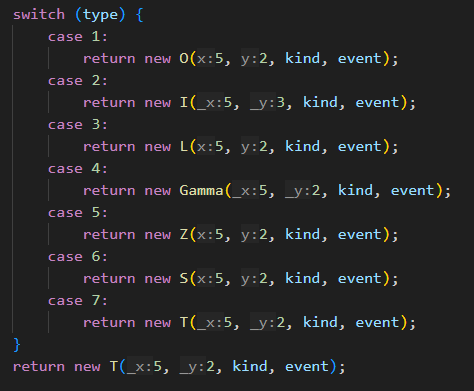 switch (type) {
    case 1:
        return new O(x:5, y:2, kind, event);
    case 2:
        return new I(_x:5, _y:3, kind, event);
    case 3:
        return new L(x:5, y:2, kind, event);
    case 4:
        return new Gamma(_x:5, _y:2, kind, event);
    case 5:
        return new Z(x:5, y:2, kind, event);
    case 6:
        return new S(x:5, y:2, kind, event);
    case 7:
        return new T(_x:5, _y:2, kind, event);
}
return new T(_x:5, _y:2, kind, event);